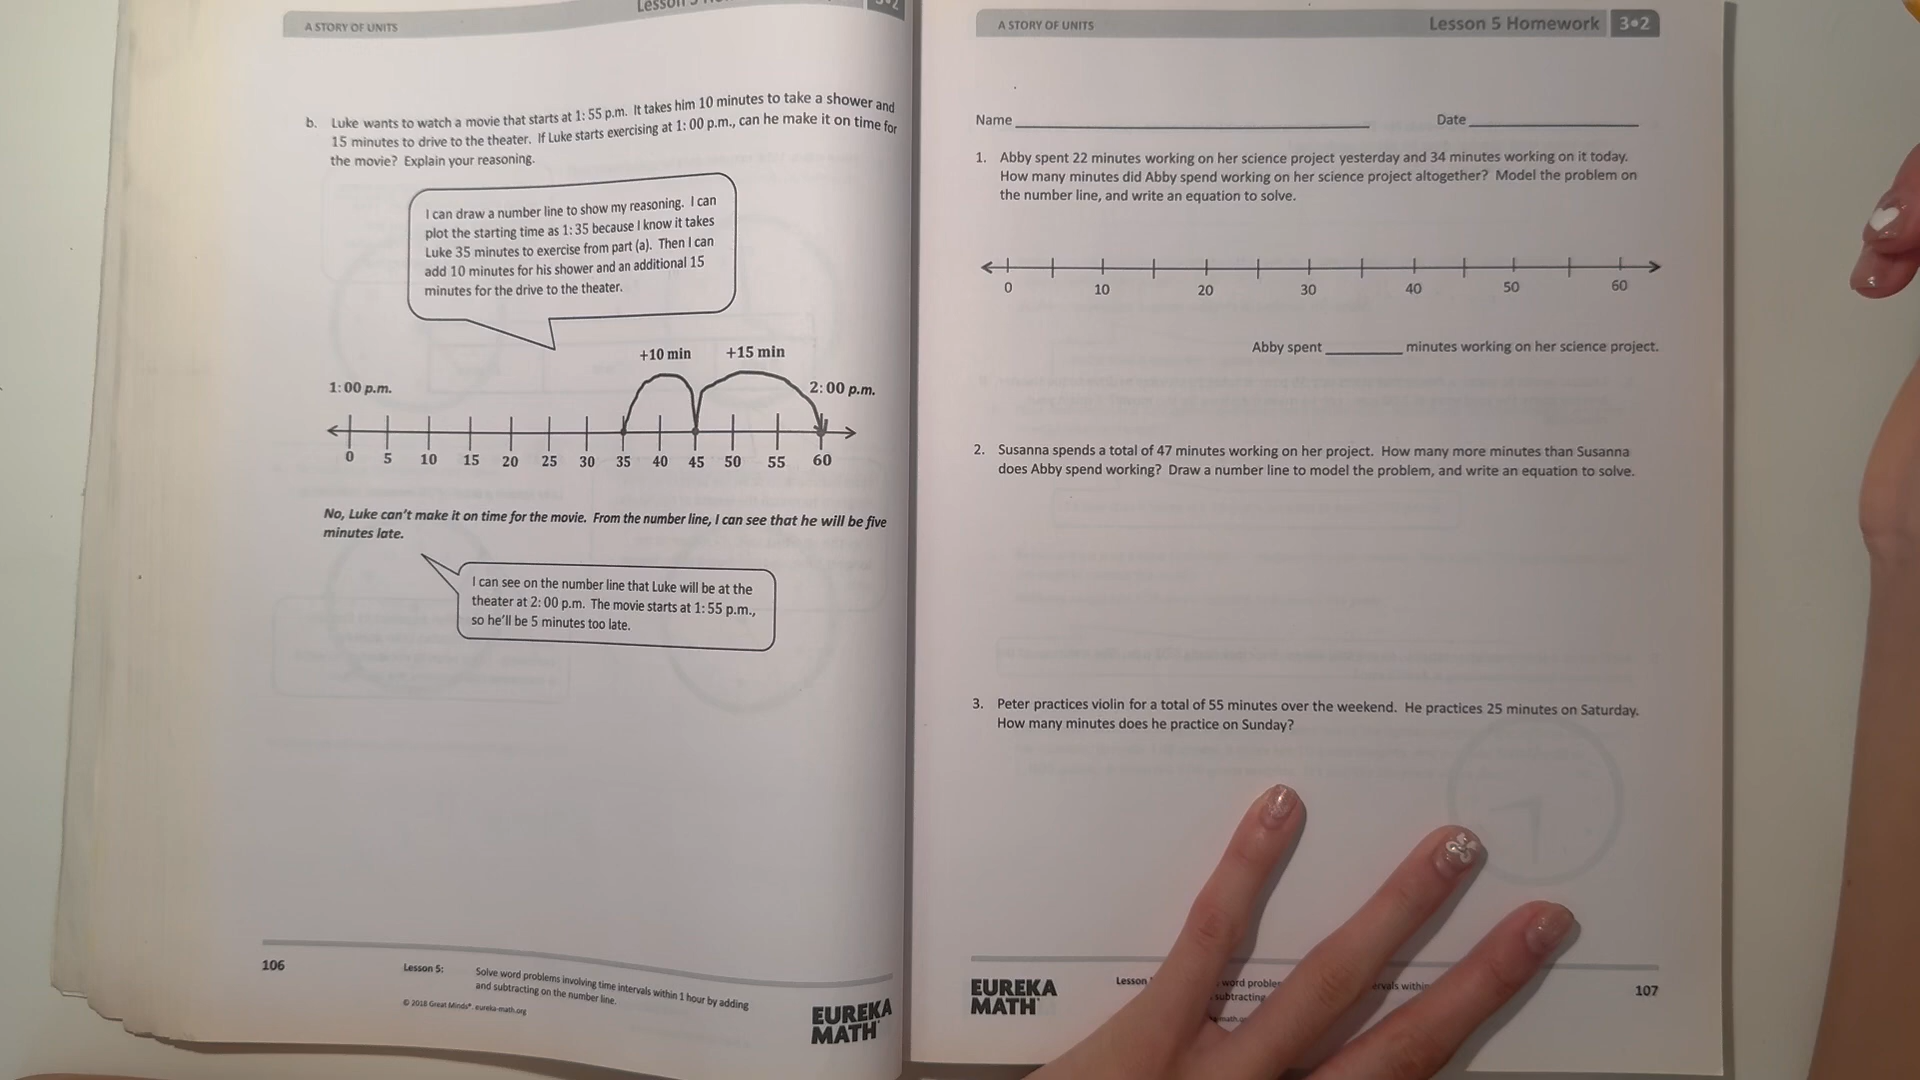 A STORY OF UNITS
Lesson 5
3•2
b. Luke wants to watch a movie that starts at 1:55 p.m. It takes him 10 minutes to take a shower and
15 minutes to drive to the theater. If Luke starts exercising at 1:00 p.m., can he make it on time for
the movie? Explain your reasoning.
I can draw a number line to show my reasoning. I can
plot the starting time as 1:35 because I know it takes
Luke 35 minutes to exercise from part (a). Then I can
add 10 minutes for his shower and an additional 15
minutes for the drive to the theater.
+10 min +15 min
1:00 p.m. 2:00 p.m.
0 5 10 15 20 25 30 35 40 45 50 55 60
No, Luke can't make it on time for the movie. From the number line, I can see that he will be five
minutes late.
I can see on the number line that Luke will be at the
theater at 2:00 p.m. The movie starts at 1:55 p.m.,
so he'll be 5 minutes too late.
106
Lesson 5: Solve word problems involving time intervals within 1 hour by adding
and subtracting on the number line.
© 2018 Great Minds®. eureka-math.org
EUREKA
MATH
A STORY OF UNITS
Lesson 5 Homework 3•2
Name Date
1. Abby spent 22 minutes working on her science project yesterday and 34 minutes working on it today.
How many minutes did Abby spend working on her science project altogether? Model the problem on
the number line, and write an equation to solve.
0 10 20 30 40 50 60
Abby spent __________ minutes working on her science project.
2. Susanna spends a total of 47 minutes working on her project. How many more minutes than Susanna
does Abby spend working? Draw a number line to model the problem, and write an equation to solve.
3. Peter practices violin for a total of 55 minutes over the weekend. He practices 25 minutes on Saturday.
How many minutes does he practice on Sunday?
EUREKA
MATH
Lesson word
subtracting
107